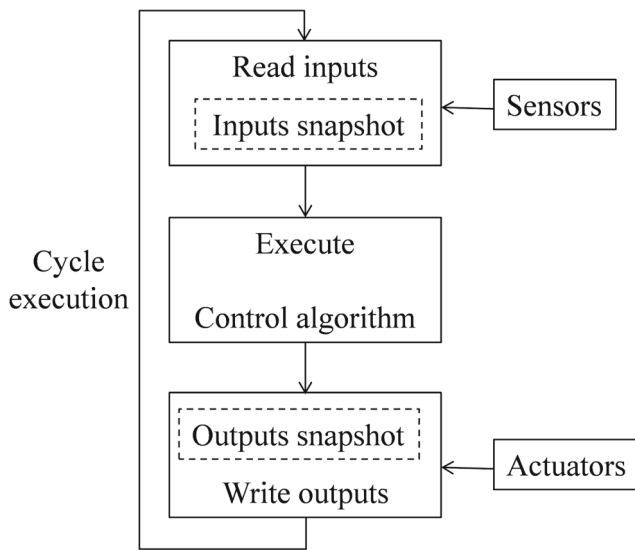 Read inputs
Inputs snapshot
Sensors
Execute
Control algorithm
Cycle
execution
Outputs snapshot
Write outputs
Actuators